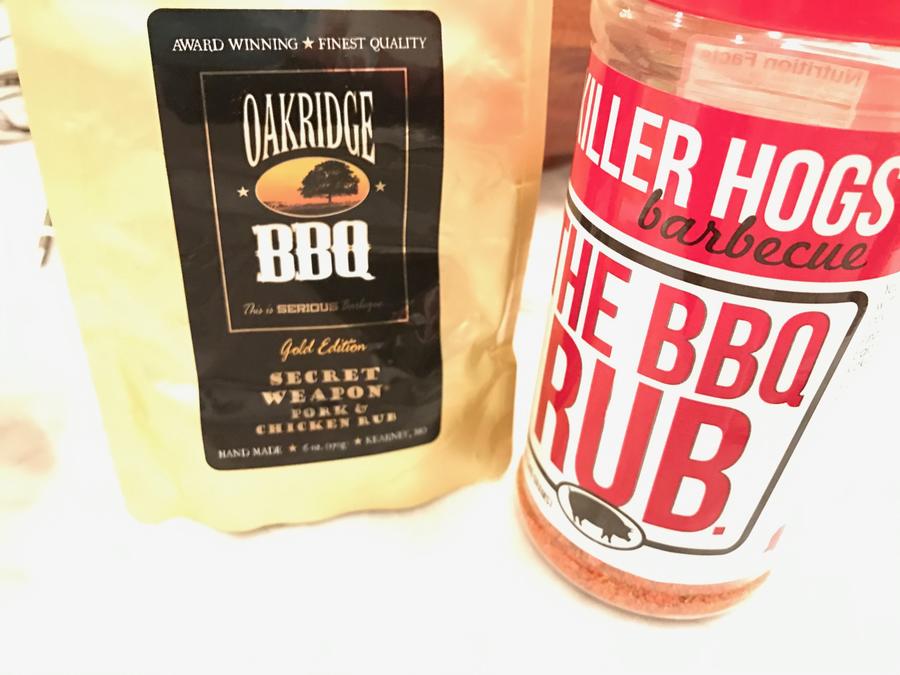 AWARD WINNING ★ FINEST QUALITY
OAKRIDGE
BBQ
This is SERIOUS Barbeque
Gold Edition
SECRET
WEAPON
PORK &
CHICKEN RUB
HAND MADE ★ 6 oz. (170g) ★ KEARNEY, MO
Nutrition Facts
KILLER HOGS
barbecue
THE BBQ
RUB.